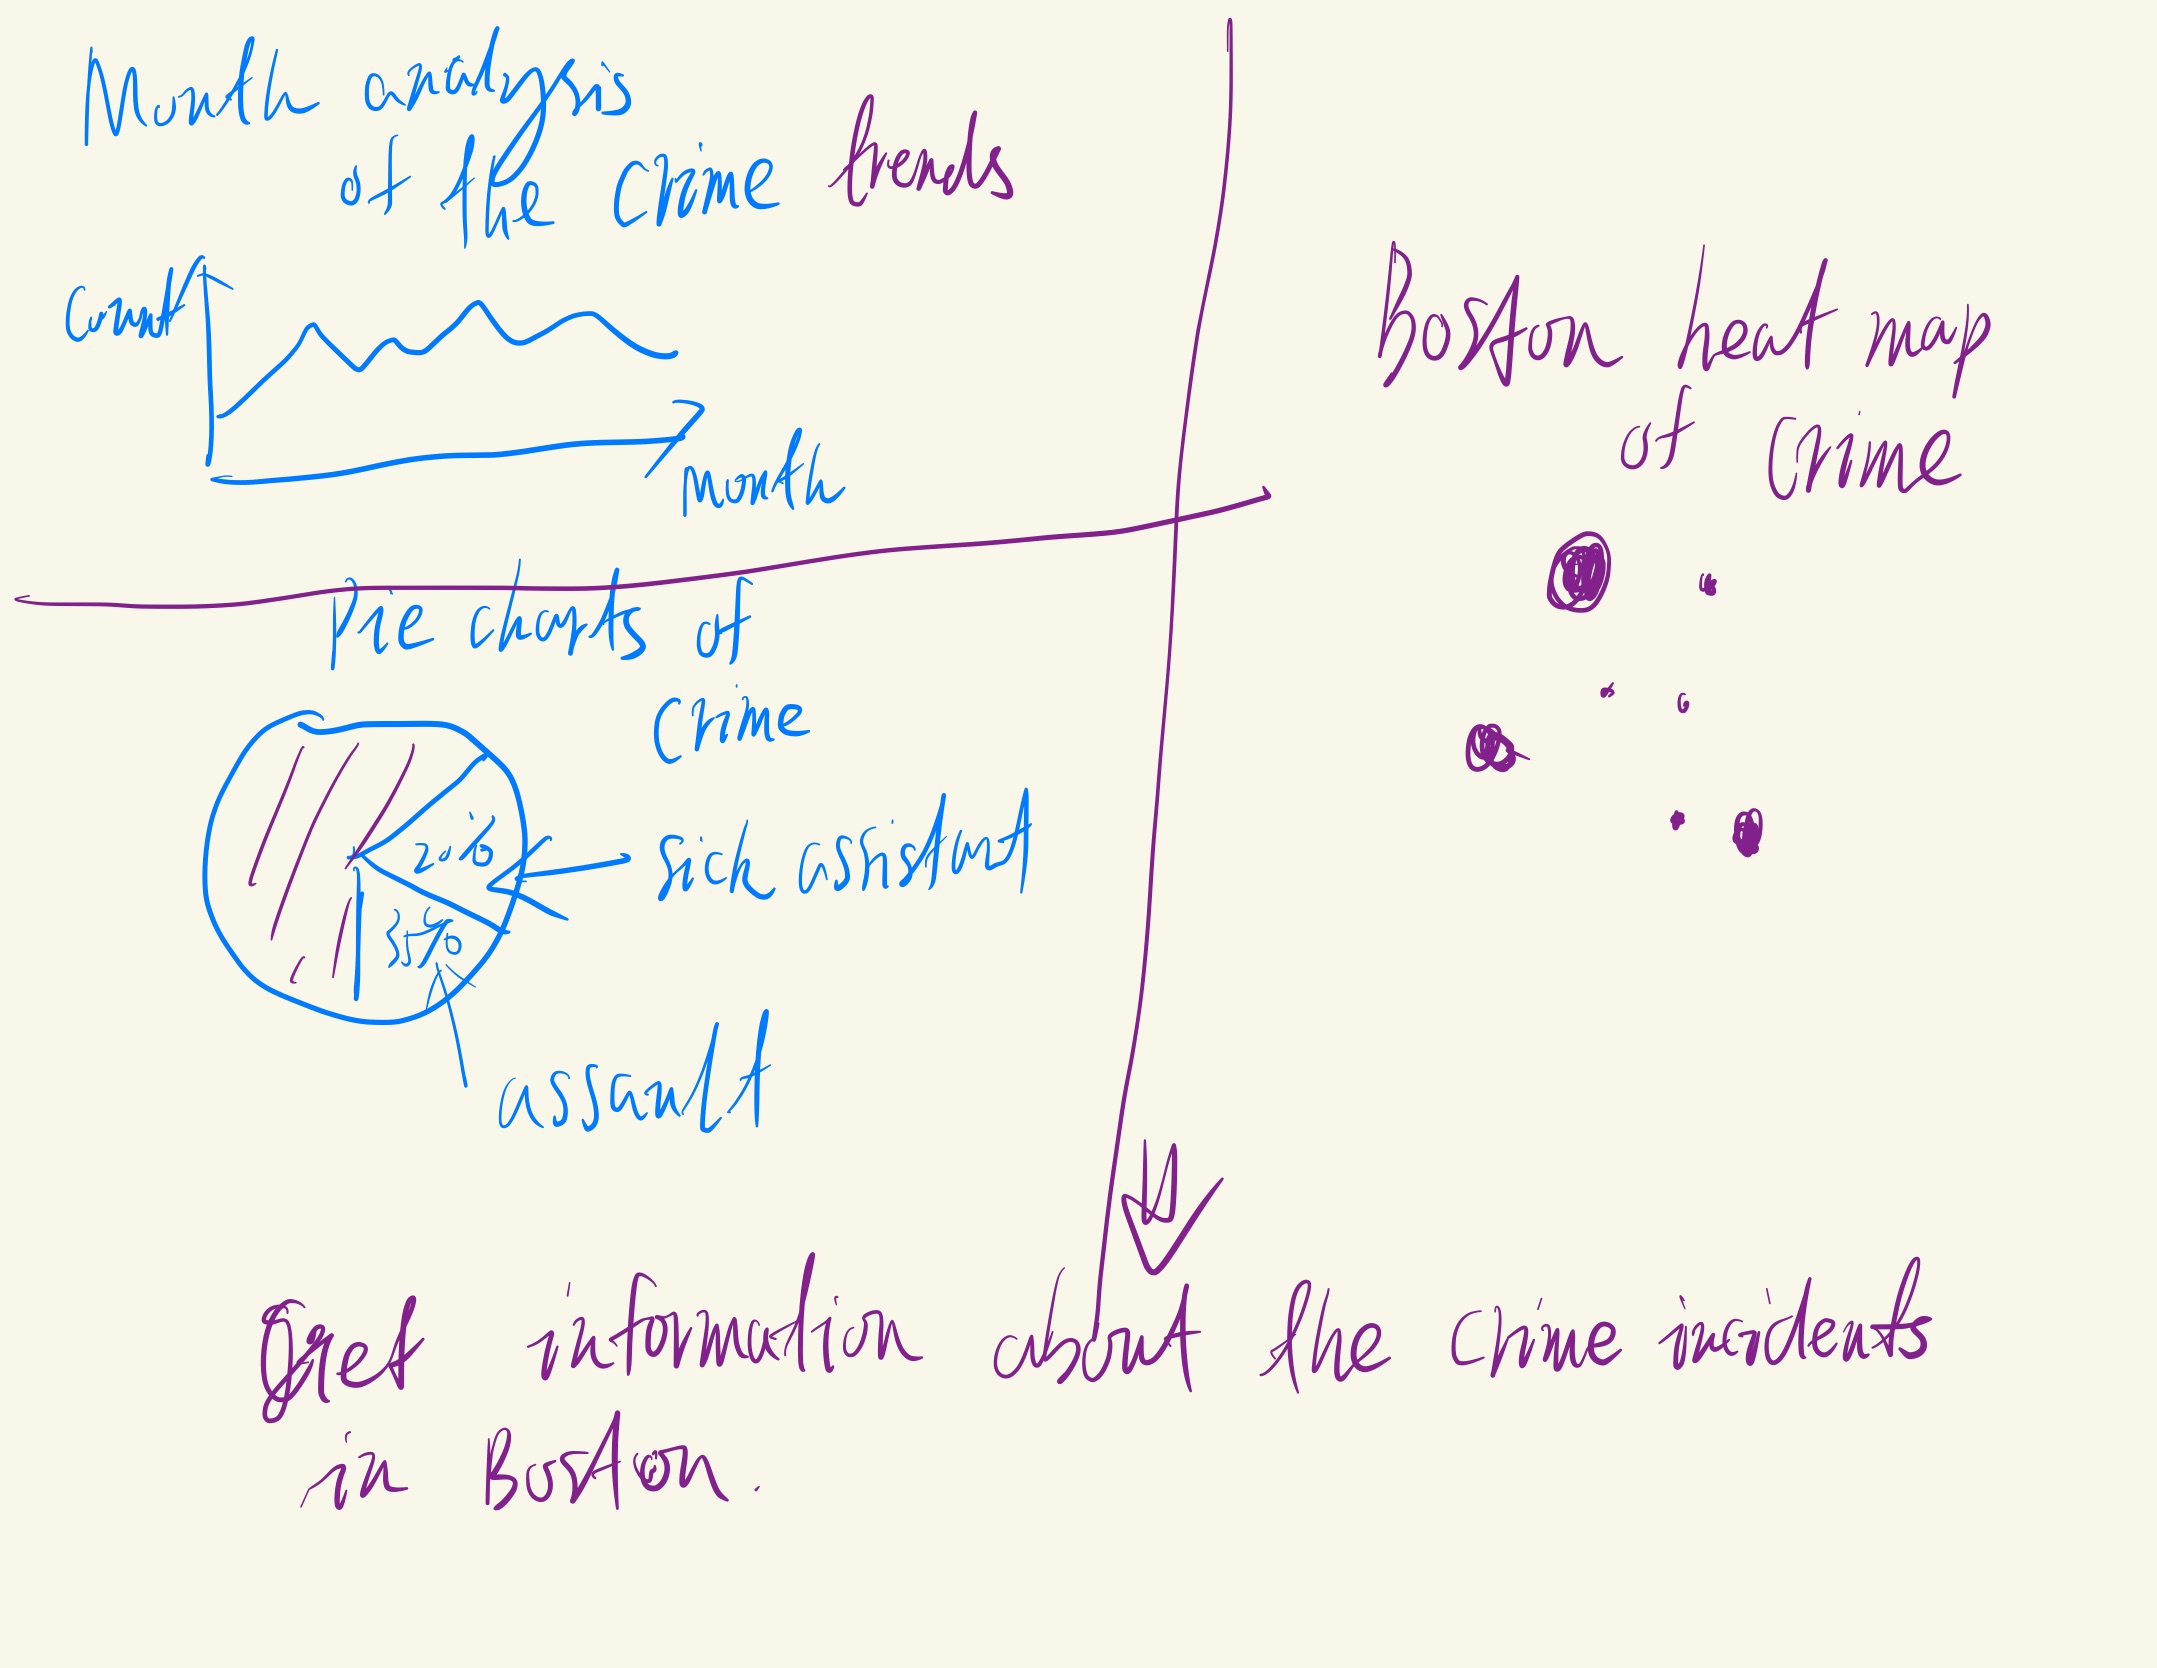 Month analysis
of the crime trends
Count
Month
Boston heat map
of Crime
Pie charts of
Crime
20%
sick assistant
3%
assault
Get information about the crime incidents
in Boston.